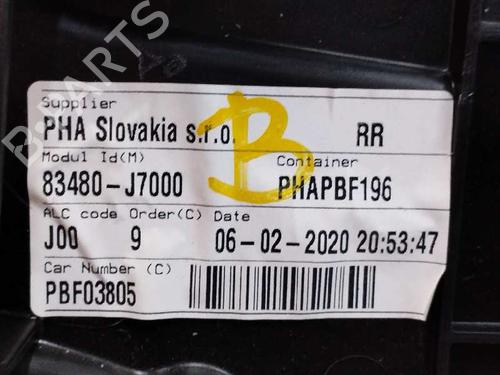 B-PARTS
Supplier
PHA Slovakia s.r.o. RR
Modul Id(M) Container
83480-J7000 PHAPBF196
ALC code Order(C) Date
J00 9 06-02-2020 20:53:47
Car Number (C)
PBF03805
B